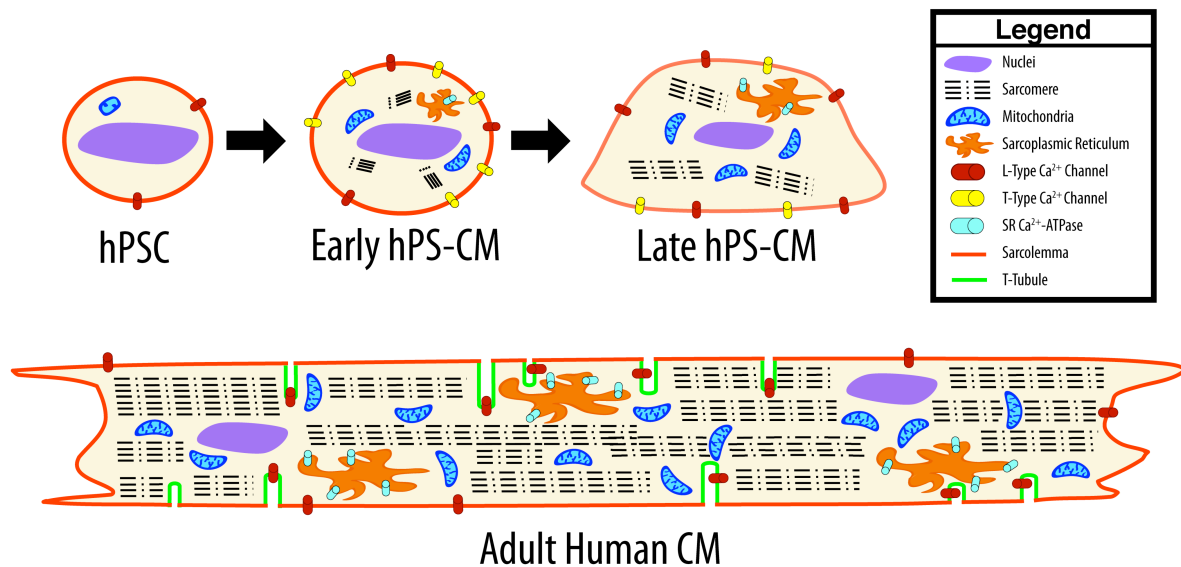 Legend
Nuclei
Sarcomere
Mitochondria
Sarcoplasmic Reticulum
L-Type Ca²⁺ Channel
T-Type Ca²⁺ Channel
SR Ca²⁺-ATPase
Sarcolemma
T-Tubule
hPSC
Early hPS-CM
Late hPS-CM
Adult Human CM